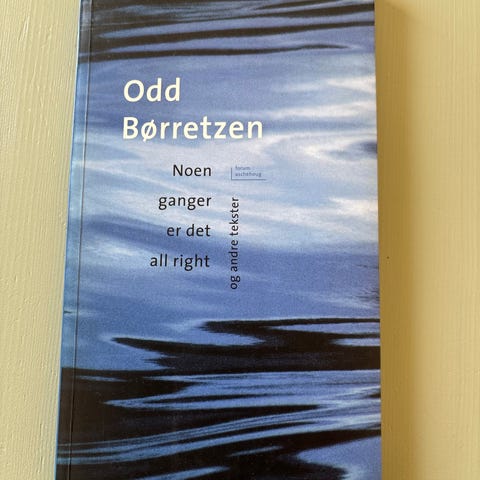 Odd
Børretzen
Noen
ganger
er det
all right
og andre tekster
forum
aschehoug